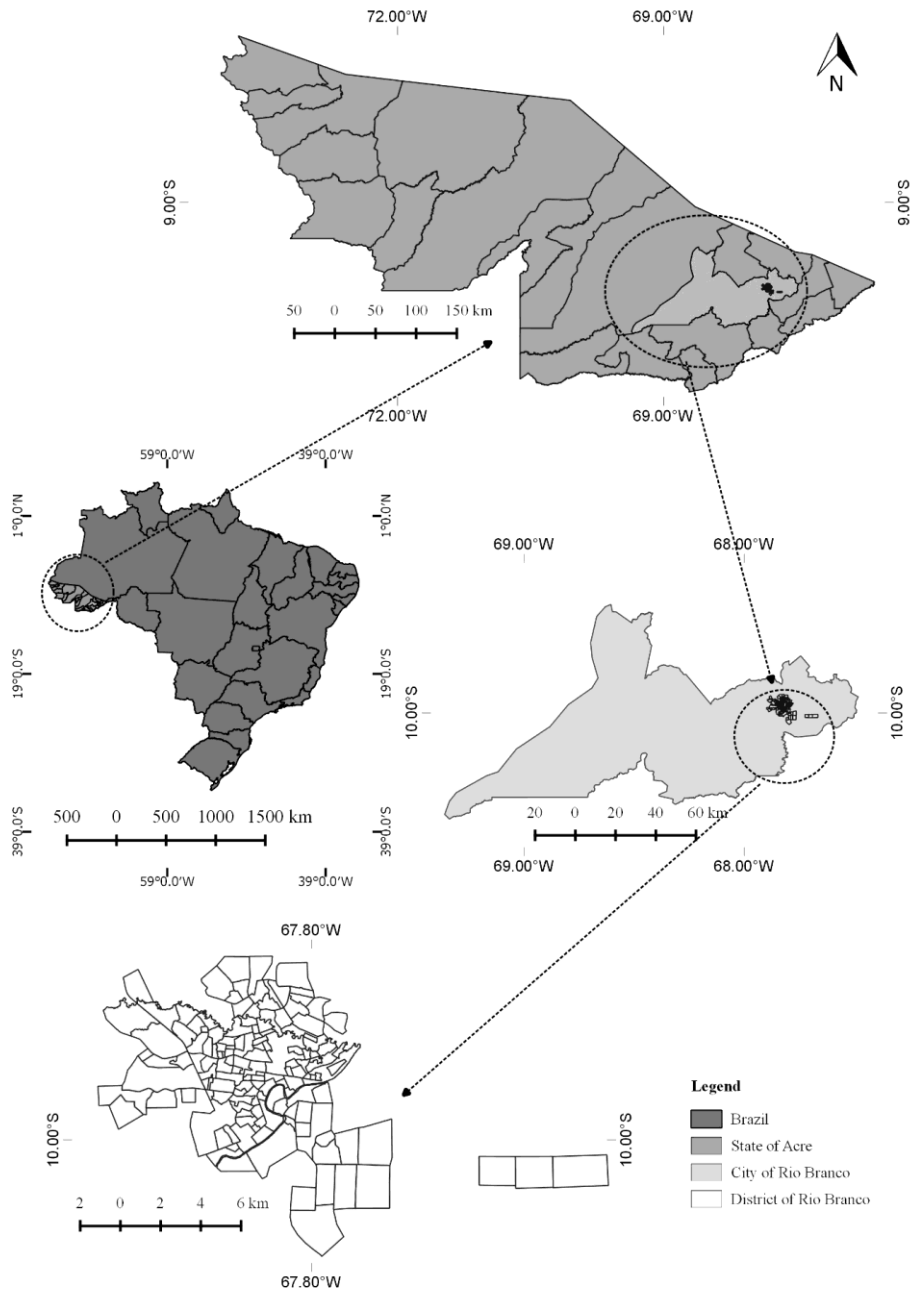 72.00°W 69.00°W
N
9.00°S 9.00°S
50 0 50 100 150 km
72.00°W 69.00°W
59°0.0'W 39°0.0'W
1°0.0'N 1°0.0'N
69.00°W 68.00°W
19°0.0'S 19°0.0'S
10.00°S 10.00°S
500 0 500 1000 1500 km
20 0 20 40 60 km
39°0.0'S 39°0.0'S
69.00°W 68.00°W
59°0.0'W 39°0.0'W
67.80°W
Legend
Brazil
10.00°S 10.00°S
State of Acre
City of Rio Branco
District of Rio Branco
2 0 2 4 6 km
67.80°W